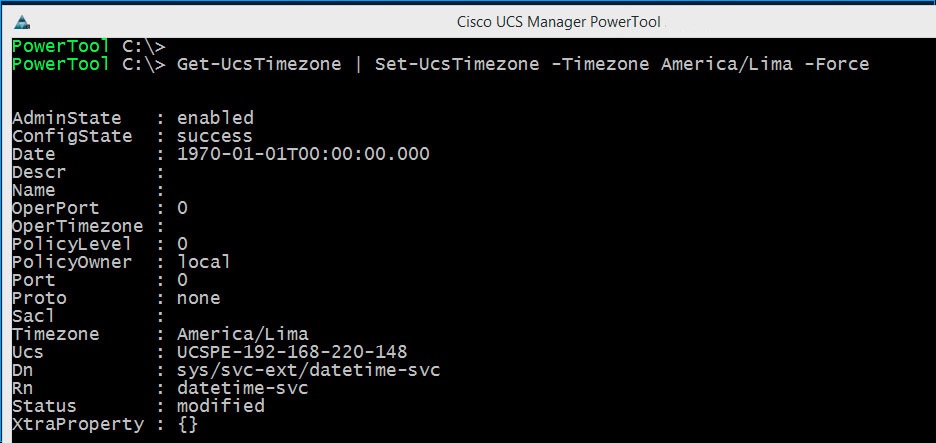 Cisco UCS Manager PowerTool
PowerTool C:\>
PowerTool C:\> Get-UcsTimezone | Set-UcsTimezone -Timezone America/Lima -Force
AdminState   : enabled
ConfigState  : success
Date         : 1970-01-01T00:00:00.000
Descr        :
Name         :
OperPort     : 0
OperTimezone :
PolicyLevel  : 0
PolicyOwner  : local
Port         : 0
Proto        : none
Sacl         :
Timezone     : America/Lima
Ucs          : UCSPE-192-168-220-148
Dn           : sys/svc-ext/datetime-svc
Rn           : datetime-svc
Status       : modified
XtraProperty : {}